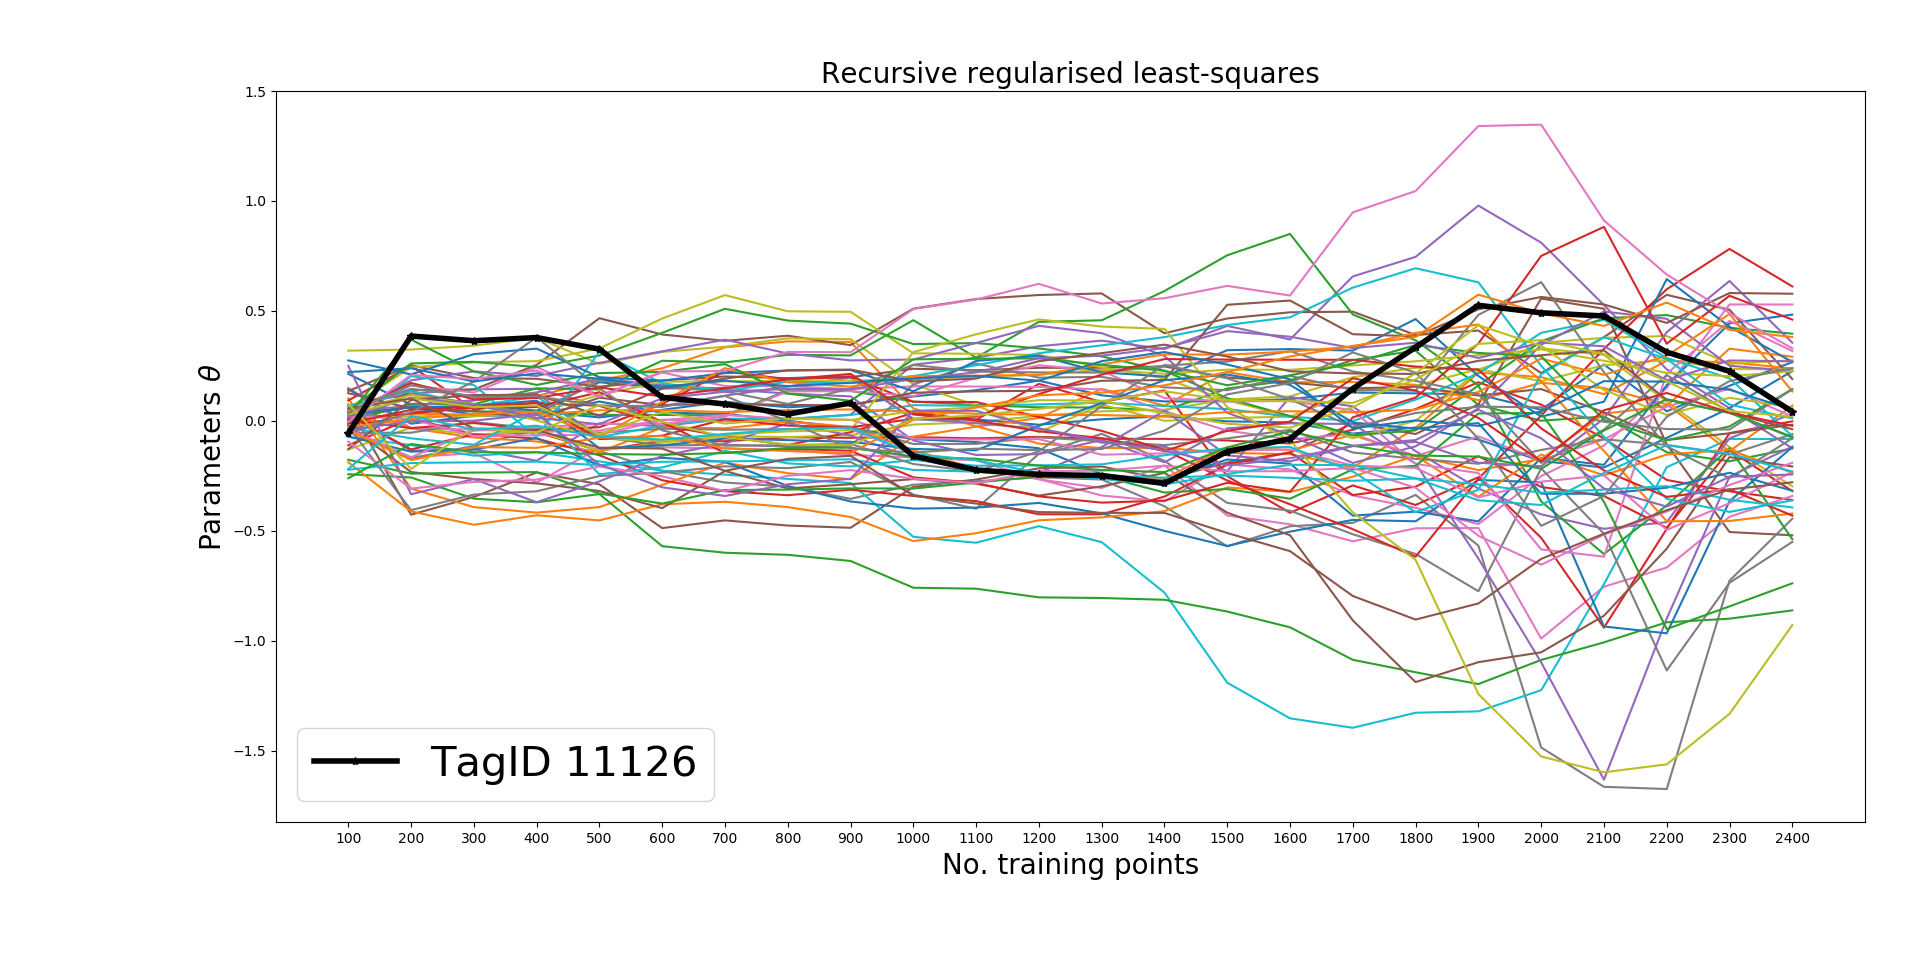 Recursive regularised least-squares
Parameters θ
1.5
1.0
0.5
0.0
−0.5
−1.0
−1.5
TagID 11126
100 200 300 400 500 600 700 800 900 1000 1100 1200 1300 1400 1500 1600 1700 1800 1900 2000 2100 2200 2300 2400
No. training points